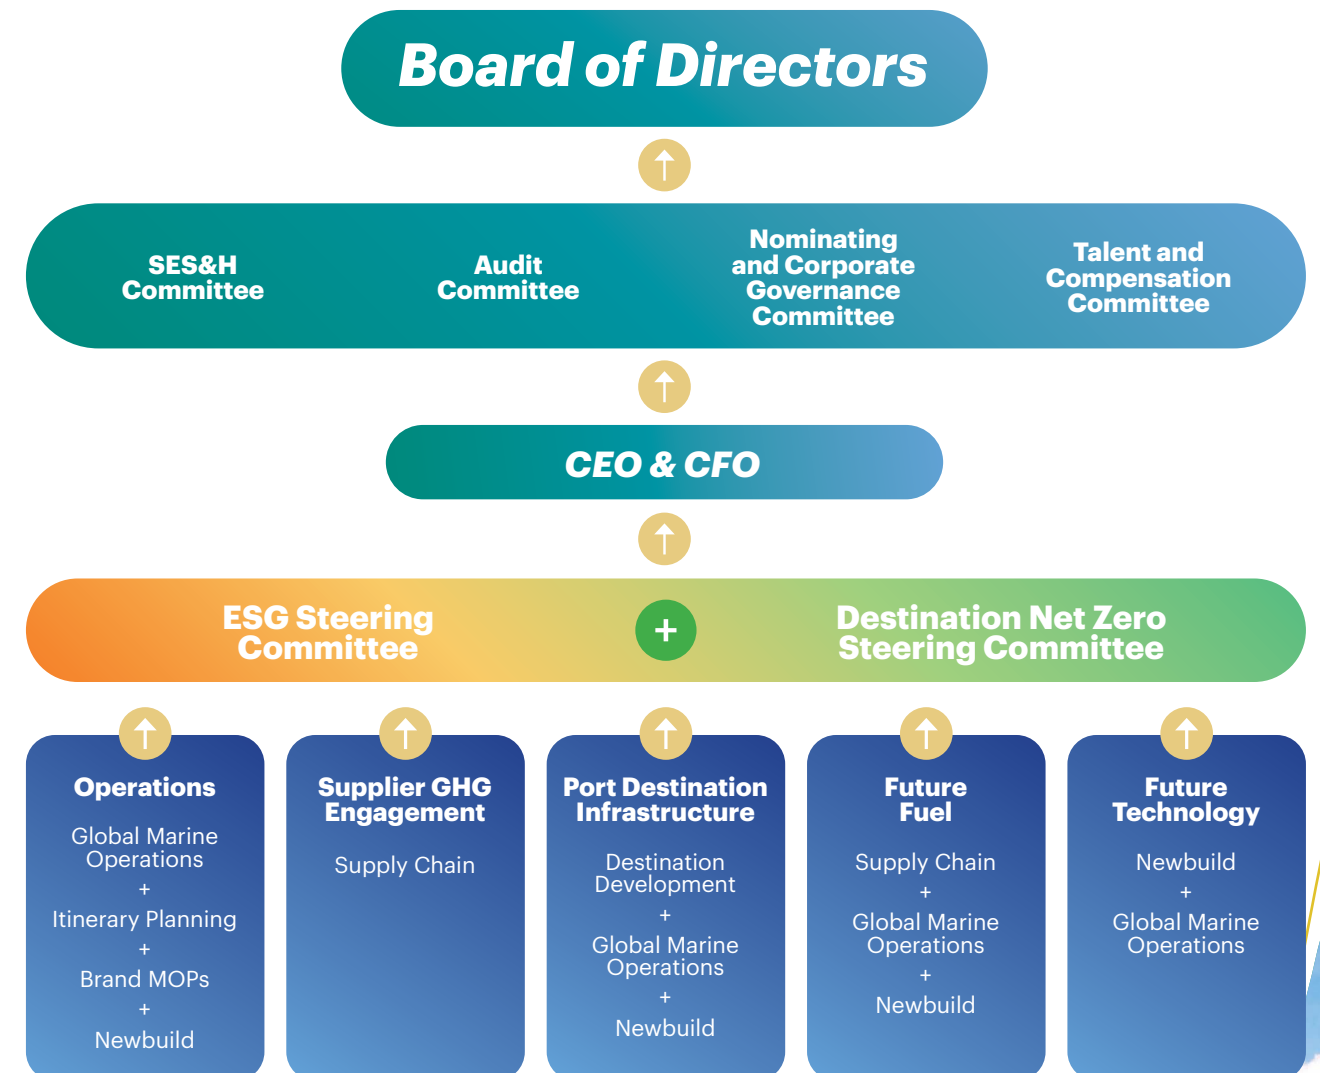 Board of Directors
SES&H
Committee
Audit
Committee
Nominating
and Corporate
Governance
Committee
Talent and
Compensation
Committee
CEO & CFO
ESG Steering
Committee
+
Destination Net Zero
Steering Committee
Operations
Global Marine
Operations
+
Itinerary Planning
+
Brand MOPs
+
Newbuild
Supplier GHG
Engagement
Supply Chain
Port Destination
Infrastructure
Destination
Development
+
Global Marine
Operations
+
Newbuild
Future
Fuel
Supply Chain
+
Global Marine
Operations
+
Newbuild
Future
Technology
Newbuild
+
Global Marine
Operations